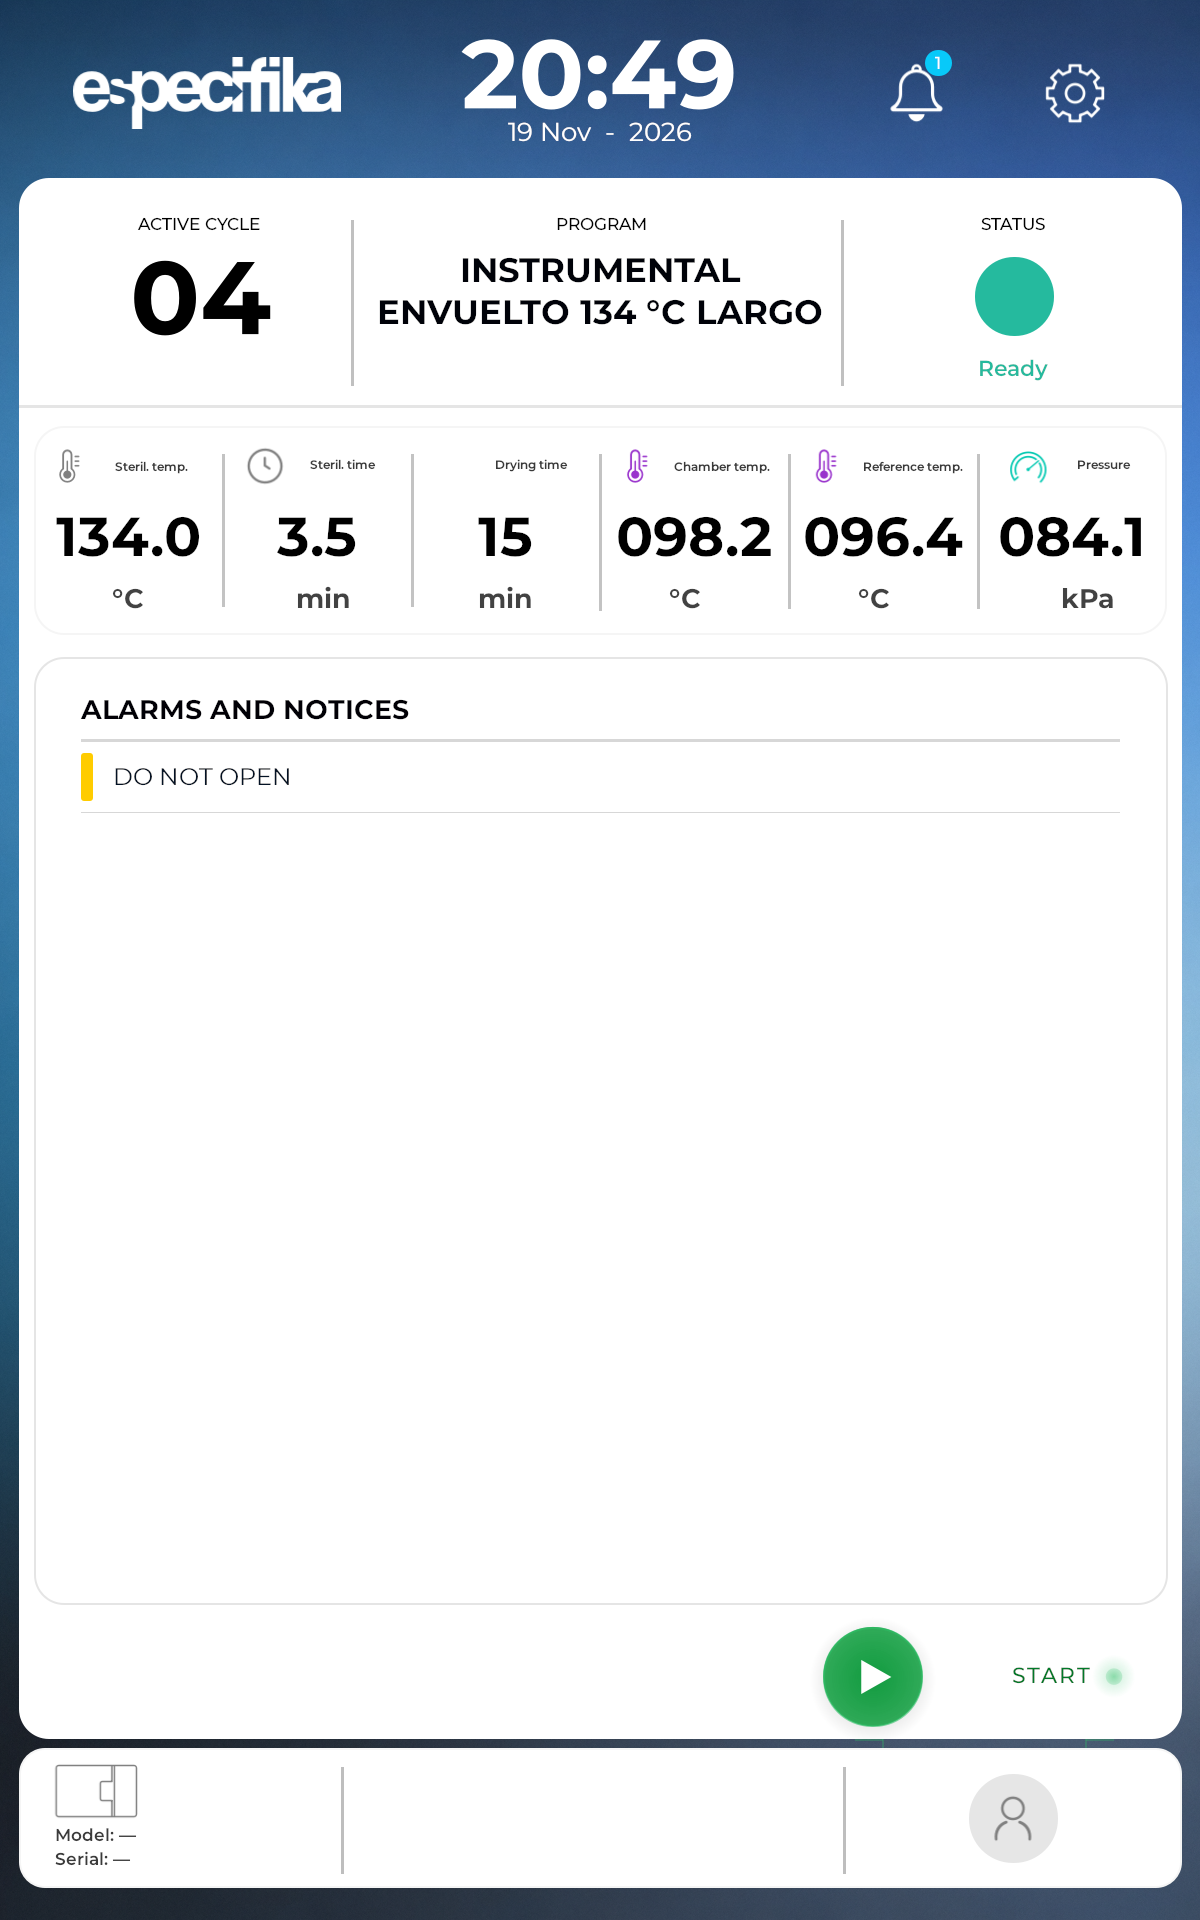 especifika
20:49
19 Nov - 2026
1
ACTIVE CYCLE
04
PROGRAM
INSTRUMENTAL
ENVUELTO 134 °C LARGO
STATUS
Ready
Steril. temp.
134.0
°C
Steril. time
3.5
min
Drying time
15
min
Chamber temp.
098.2
°C
Reference temp.
096.4
°C
Pressure
084.1
kPa
ALARMS AND NOTICES
DO NOT OPEN
START
Model: —
Serial: —